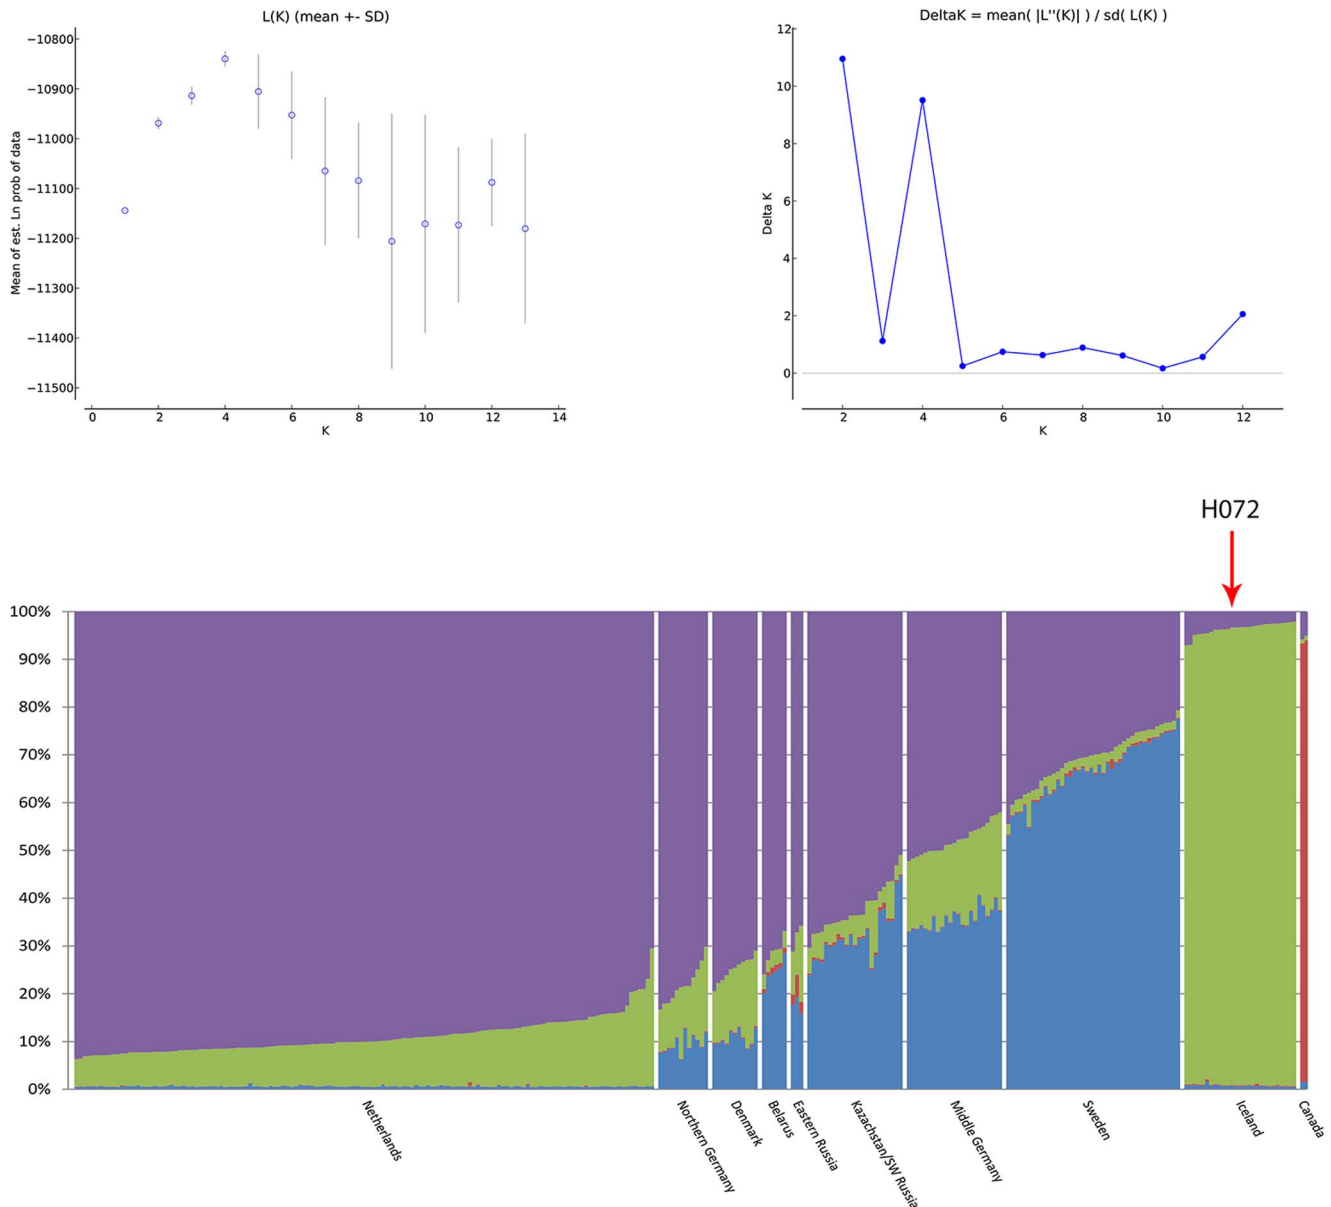 L(K) (mean +- SD)
Mean of est. Ln prob of data
−10800
−10900
−11000
−11100
−11200
−11300
−11400
−11500
0 2 4 6 8 10 12 14
K
DeltaK = mean( |L''(K)| ) / sd( L(K) )
Delta K
12
10
8
6
4
2
0
2 4 6 8 10 12
K
H072
100%
90%
80%
70%
60%
50%
40%
30%
20%
10%
0%
Netherlands
Northern Germany
Denmark
Belarus
Eastern Russia
Kazachstan/SW Russia
Middle Germany
Sweden
Iceland
Canada